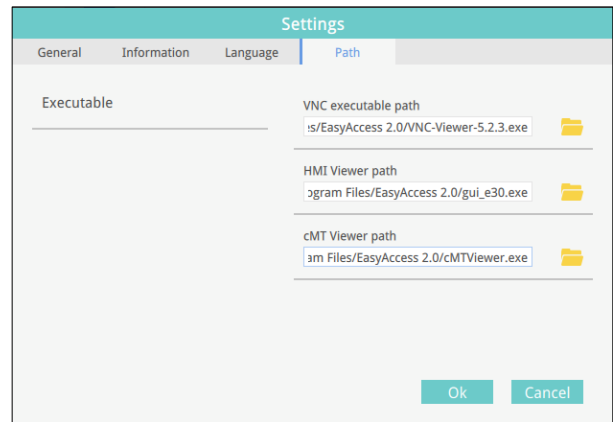 Settings
General Information Language Path
Executable
VNC executable path
es/EasyAccess 2.0/VNC-Viewer-5.2.3.exe
HMI Viewer path
ogram Files/EasyAccess 2.0/gui_e30.exe
cMT Viewer path
am Files/EasyAccess 2.0/cMTViewer.exe
Ok Cancel